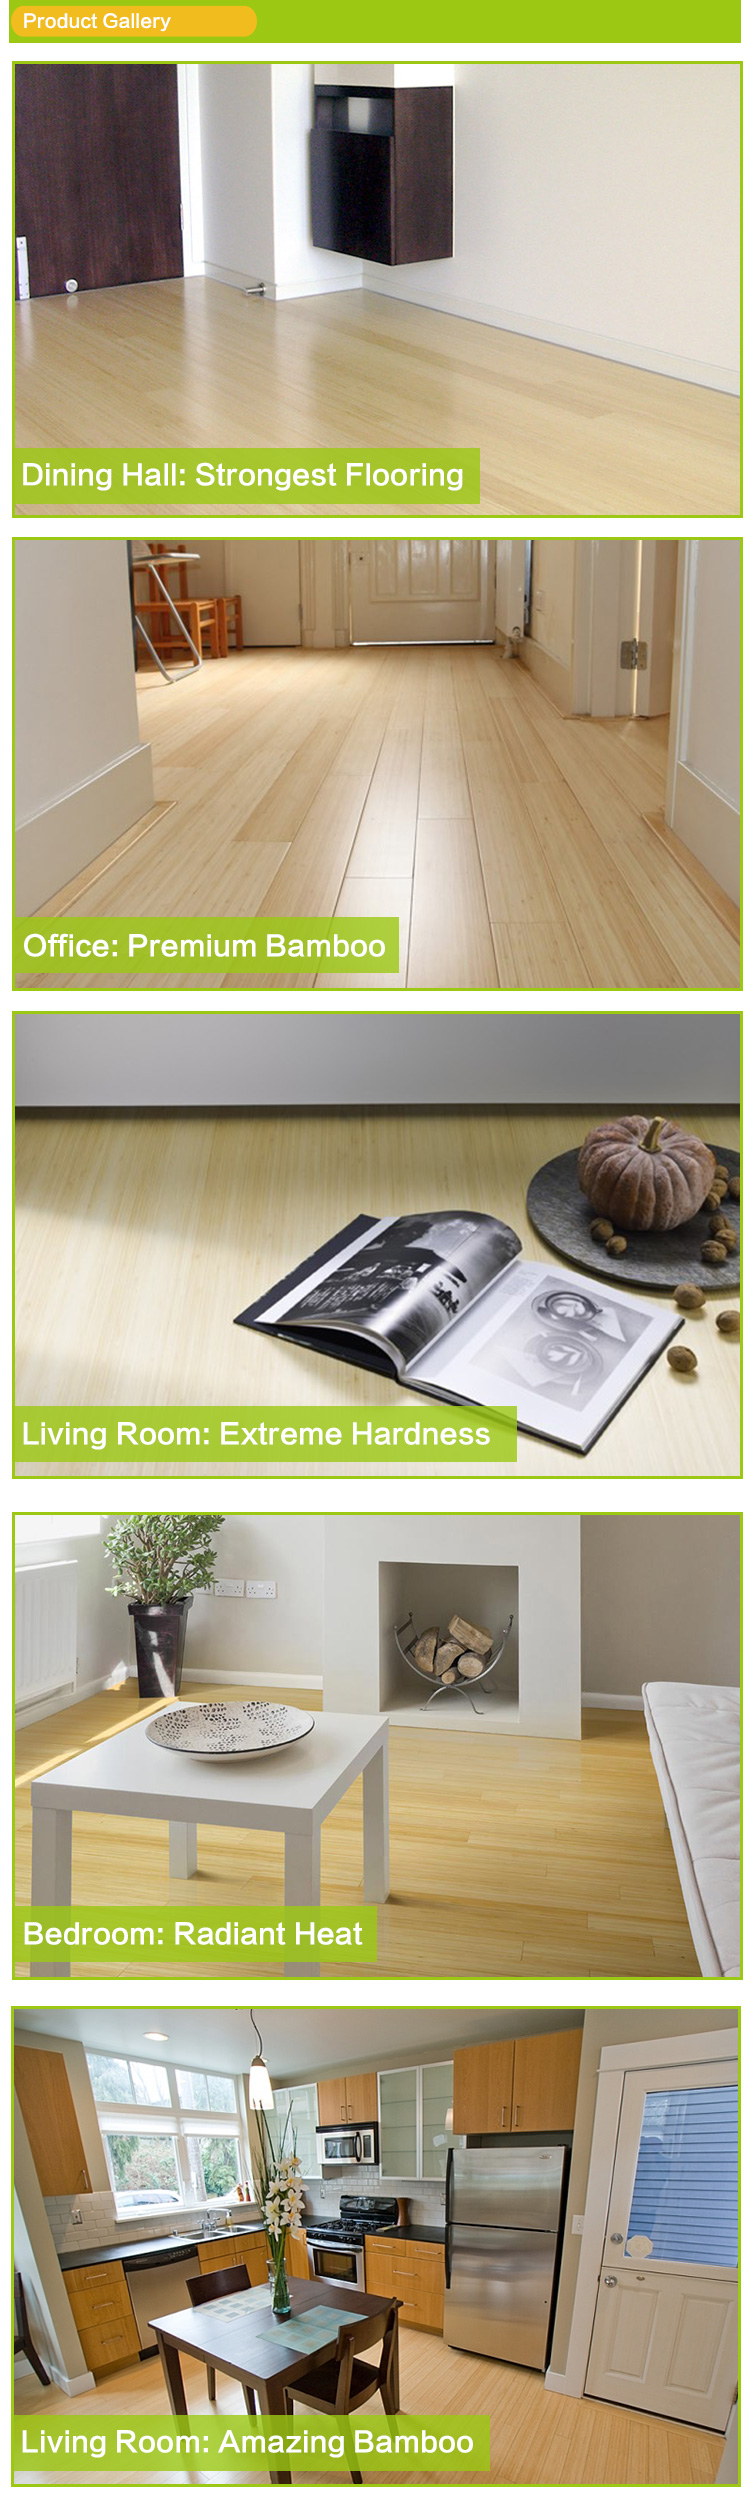 Product Gallery
Dining Hall: Strongest Flooring
Office: Premium Bamboo
Living Room: Extreme Hardness
Bedroom: Radiant Heat
Living Room: Amazing Bamboo